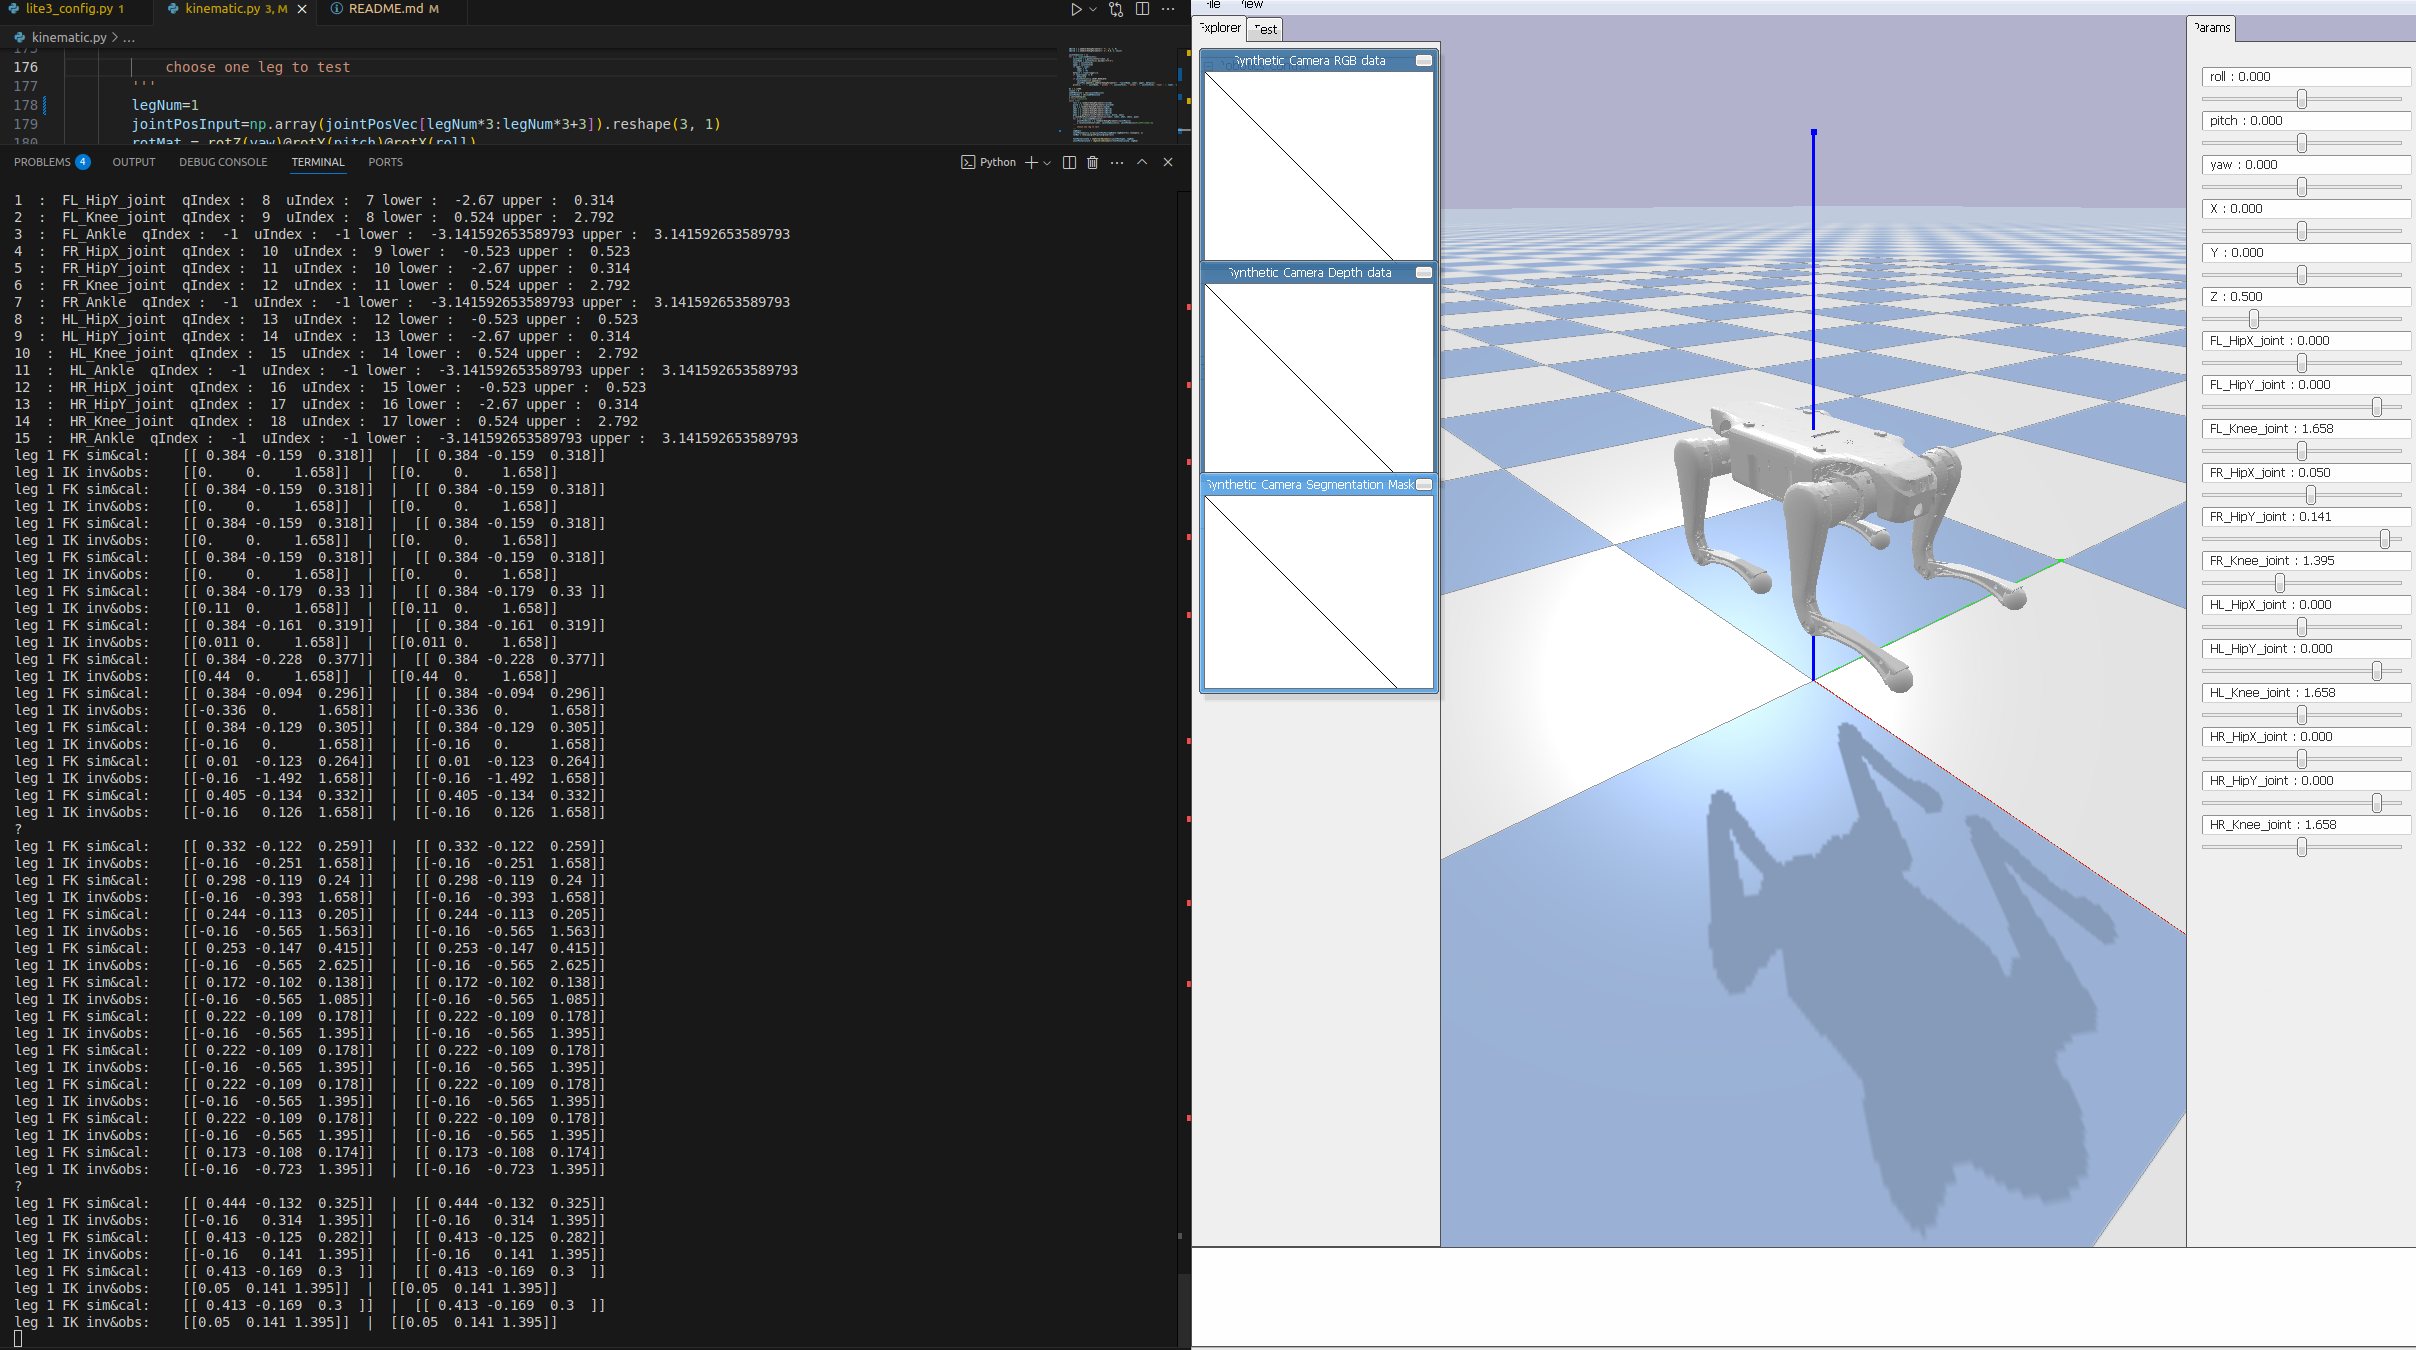 lite3_config.py 1
kinematic.py 3, M
README.md M
kinematic.py > ...
175
176 choose one leg to test
177 '''
178 legNum=1
179 jointPosInput=np.array(jointPosVec[legNum*3:legNum*3+3]).reshape(3, 1)
180 rotMat = rotZ(yaw)@rotY(pitch)@rotX(roll)
PROBLEMS 4 OUTPUT DEBUG CONSOLE TERMINAL PORTS
Python
1 : FL_HipY_joint qIndex : 8 uIndex : 7 lower : -2.67 upper : 0.314
2 : FL_Knee_joint qIndex : 9 uIndex : 8 lower : 0.524 upper : 2.792
3 : FL_Ankle qIndex : -1 uIndex : -1 lower : -3.141592653589793 upper : 3.141592653589793
4 : FR_HipX_joint qIndex : 10 uIndex : 9 lower : -0.523 upper : 0.523
5 : FR_HipY_joint qIndex : 11 uIndex : 10 lower : -2.67 upper : 0.314
6 : FR_Knee_joint qIndex : 12 uIndex : 11 lower : 0.524 upper : 2.792
7 : FR_Ankle qIndex : -1 uIndex : -1 lower : -3.141592653589793 upper : 3.141592653589793
8 : HL_HipX_joint qIndex : 13 uIndex : 12 lower : -0.523 upper : 0.523
9 : HL_HipY_joint qIndex : 14 uIndex : 13 lower : -2.67 upper : 0.314
10 : HL_Knee_joint qIndex : 15 uIndex : 14 lower : 0.524 upper : 2.792
11 : HL_Ankle qIndex : -1 uIndex : -1 lower : -3.141592653589793 upper : 3.141592653589793
12 : HR_HipX_joint qIndex : 16 uIndex : 15 lower : -0.523 upper : 0.523
13 : HR_HipY_joint qIndex : 17 uIndex : 16 lower : -2.67 upper : 0.314
14 : HR_Knee_joint qIndex : 18 uIndex : 17 lower : 0.524 upper : 2.792
15 : HR_Ankle qIndex : -1 uIndex : -1 lower : -3.141592653589793 upper : 3.141592653589793
leg 1 FK sim&cal: [[ 0.384 -0.159 0.318]] | [[ 0.384 -0.159 0.318]]
leg 1 IK inv&obs: [[0. 0. 1.658]] | [[0. 0. 1.658]]
leg 1 FK sim&cal: [[ 0.384 -0.159 0.318]] | [[ 0.384 -0.159 0.318]]
leg 1 IK inv&obs: [[0. 0. 1.658]] | [[0. 0. 1.658]]
leg 1 FK sim&cal: [[ 0.384 -0.159 0.318]] | [[ 0.384 -0.159 0.318]]
leg 1 IK inv&obs: [[0. 0. 1.658]] | [[0. 0. 1.658]]
leg 1 FK sim&cal: [[ 0.384 -0.159 0.318]] | [[ 0.384 -0.159 0.318]]
leg 1 IK inv&obs: [[0. 0. 1.658]] | [[0. 0. 1.658]]
leg 1 FK sim&cal: [[ 0.384 -0.179 0.33 ]] | [[ 0.384 -0.179 0.33 ]]
leg 1 IK inv&obs: [[0.11 0. 1.658]] | [[0.11 0. 1.658]]
leg 1 FK sim&cal: [[ 0.384 -0.161 0.319]] | [[ 0.384 -0.161 0.319]]
leg 1 IK inv&obs: [[0.011 0. 1.658]] | [[0.011 0. 1.658]]
leg 1 FK sim&cal: [[ 0.384 -0.228 0.377]] | [[ 0.384 -0.228 0.377]]
leg 1 IK inv&obs: [[0.44 0. 1.658]] | [[0.44 0. 1.658]]
leg 1 FK sim&cal: [[ 0.384 -0.094 0.296]] | [[ 0.384 -0.094 0.296]]
leg 1 IK inv&obs: [[-0.336 0. 1.658]] | [[-0.336 0. 1.658]]
leg 1 FK sim&cal: [[ 0.384 -0.129 0.305]] | [[ 0.384 -0.129 0.305]]
leg 1 IK inv&obs: [[-0.16 0. 1.658]] | [[-0.16 0. 1.658]]
leg 1 FK sim&cal: [[ 0.01 -0.123 0.264]] | [[ 0.01 -0.123 0.264]]
leg 1 IK inv&obs: [[-0.16 -1.492 1.658]] | [[-0.16 -1.492 1.658]]
leg 1 FK sim&cal: [[ 0.405 -0.134 0.332]] | [[ 0.405 -0.134 0.332]]
leg 1 IK inv&obs: [[-0.16 0.126 1.658]] | [[-0.16 0.126 1.658]]
?
leg 1 FK sim&cal: [[ 0.332 -0.122 0.259]] | [[ 0.332 -0.122 0.259]]
leg 1 IK inv&obs: [[-0.16 -0.251 1.658]] | [[-0.16 -0.251 1.658]]
leg 1 FK sim&cal: [[ 0.298 -0.119 0.24 ]] | [[ 0.298 -0.119 0.24 ]]
leg 1 IK inv&obs: [[-0.16 -0.393 1.658]] | [[-0.16 -0.393 1.658]]
leg 1 FK sim&cal: [[ 0.244 -0.113 0.205]] | [[ 0.244 -0.113 0.205]]
leg 1 IK inv&obs: [[-0.16 -0.565 1.563]] | [[-0.16 -0.565 1.563]]
leg 1 FK sim&cal: [[ 0.253 -0.147 0.415]] | [[ 0.253 -0.147 0.415]]
leg 1 IK inv&obs: [[-0.16 -0.565 2.625]] | [[-0.16 -0.565 2.625]]
leg 1 FK sim&cal: [[ 0.172 -0.102 0.138]] | [[ 0.172 -0.102 0.138]]
leg 1 IK inv&obs: [[-0.16 -0.565 1.085]] | [[-0.16 -0.565 1.085]]
leg 1 FK sim&cal: [[ 0.222 -0.109 0.178]] | [[ 0.222 -0.109 0.178]]
leg 1 IK inv&obs: [[-0.16 -0.565 1.395]] | [[-0.16 -0.565 1.395]]
leg 1 FK sim&cal: [[ 0.222 -0.109 0.178]] | [[ 0.222 -0.109 0.178]]
leg 1 IK inv&obs: [[-0.16 -0.565 1.395]] | [[-0.16 -0.565 1.395]]
leg 1 FK sim&cal: [[ 0.222 -0.109 0.178]] | [[ 0.222 -0.109 0.178]]
leg 1 IK inv&obs: [[-0.16 -0.565 1.395]] | [[-0.16 -0.565 1.395]]
leg 1 FK sim&cal: [[ 0.222 -0.109 0.178]] | [[ 0.222 -0.109 0.178]]
leg 1 IK inv&obs: [[-0.16 -0.565 1.395]] | [[-0.16 -0.565 1.395]]
leg 1 FK sim&cal: [[ 0.173 -0.108 0.174]] | [[ 0.173 -0.108 0.174]]
leg 1 IK inv&obs: [[-0.16 -0.723 1.395]] | [[-0.16 -0.723 1.395]]
?
leg 1 FK sim&cal: [[ 0.444 -0.132 0.325]] | [[ 0.444 -0.132 0.325]]
leg 1 IK inv&obs: [[-0.16 0.314 1.395]] | [[-0.16 0.314 1.395]]
leg 1 FK sim&cal: [[ 0.413 -0.125 0.282]] | [[ 0.413 -0.125 0.282]]
leg 1 IK inv&obs: [[-0.16 0.141 1.395]] | [[-0.16 0.141 1.395]]
leg 1 FK sim&cal: [[ 0.413 -0.169 0.3 ]] | [[ 0.413 -0.169 0.3 ]]
leg 1 IK inv&obs: [[0.05 0.141 1.395]] | [[0.05 0.141 1.395]]
leg 1 FK sim&cal: [[ 0.413 -0.169 0.3 ]] | [[ 0.413 -0.169 0.3 ]]
leg 1 IK inv&obs: [[0.05 0.141 1.395]] | [[0.05 0.141 1.395]]
Explorer Test
Synthetic Camera RGB data
Synthetic Camera Depth data
Synthetic Camera Segmentation Mask
Params
roll : 0.000
pitch : 0.000
yaw : 0.000
X : 0.000
Y : 0.000
Z : 0.500
FL_HipX_joint : 0.000
FL_HipY_joint : 0.000
FL_Knee_joint : 1.658
FR_HipX_joint : 0.050
FR_HipY_joint : 0.141
FR_Knee_joint : 1.395
HL_HipX_joint : 0.000
HL_HipY_joint : 0.000
HL_Knee_joint : 1.658
HR_HipX_joint : 0.000
HR_HipY_joint : 0.000
HR_Knee_joint : 1.658